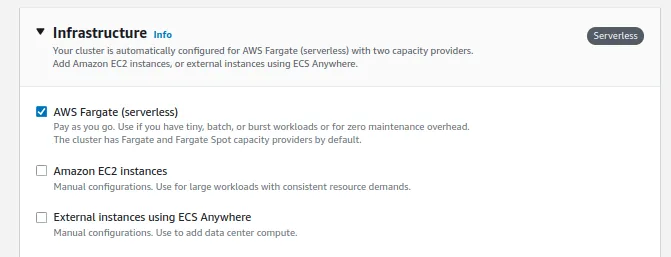 Infrastructure Info
Serverless
Your cluster is automatically configured for AWS Fargate (serverless) with two capacity providers.
Add Amazon EC2 instances, or external instances using ECS Anywhere.
AWS Fargate (serverless)
Pay as you go. Use if you have tiny, batch, or burst workloads or for zero maintenance overhead.
The cluster has Fargate and Fargate Spot capacity providers by default.
Amazon EC2 instances
Manual configurations. Use for large workloads with consistent resource demands.
External instances using ECS Anywhere
Manual configurations. Use to add data center compute.